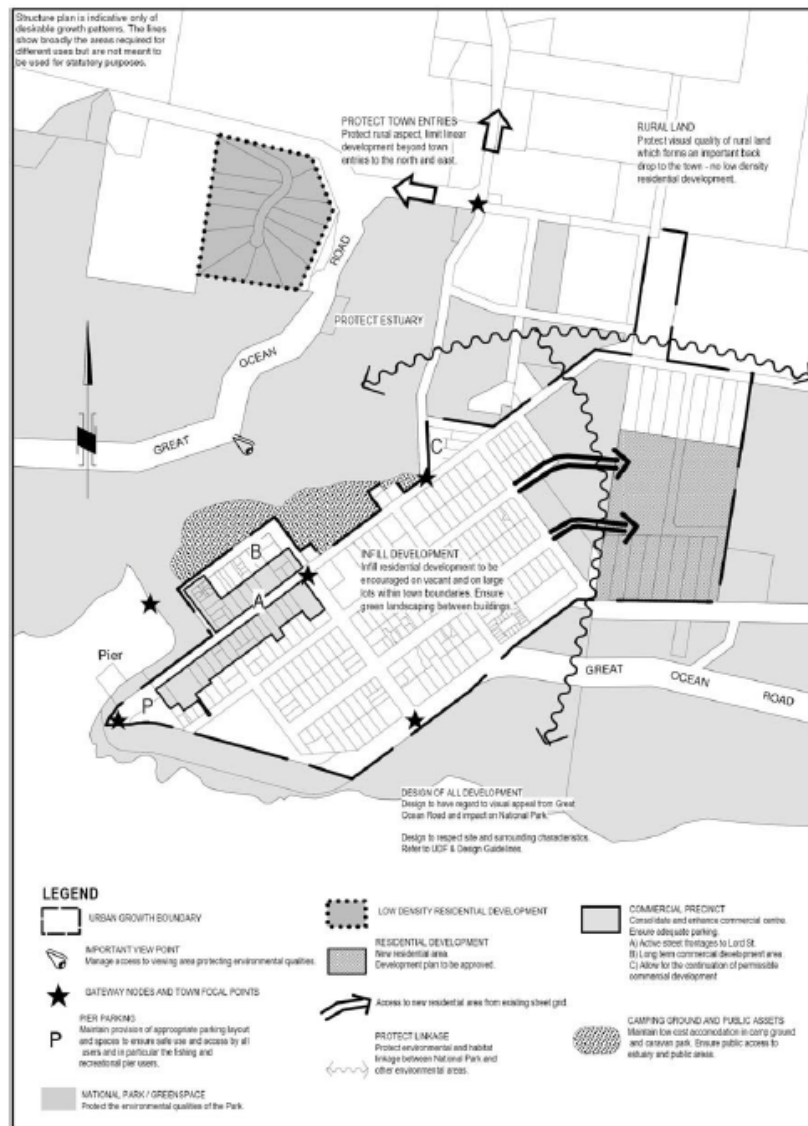 Structure plan is indicative only of
desirable growth patterns. The lines
show broadly the areas required for
different uses but are not meant to
be used for statutory purposes.
PROTECT TOWN ENTRIES
Protect rural aspect, limit linear
development beyond town
entries to the north and east.
RURAL LAND
Protect visual quality of rural land
which forms an important back
drop to the town - no low density
residential development.
ROAD
OCEAN
GREAT
PROTECT ESTUARY
C
B
A
INFILL DEVELOPMENT
Infill residential development to be
encouraged on vacant and on large
lots within town boundaries. Ensure
green landscaping between buildings.
Pier
P
GREAT
OCEAN
ROAD
DESIGN OF ALL DEVELOPMENT
Design to have regard to visual appeal from Great
Ocean Road and impact on National Park.
Design to respect site and surrounding characteristics.
Refer to UDF & Design Guidelines.
LEGEND
URBAN GROWTH BOUNDARY
IMPORTANT VIEW POINT
Manage access to viewing area protecting environmental qualities.
GATEWAY NODES AND TOWN FOCAL POINTS
PIER PARKING
P
Maintain provision of appropriate parking layout
and spaces to ensure safe use and access by all
users and in particular the fishing and
recreational pier users.
NATIONAL PARK / GREENSPACE
Protect the environmental qualities of the Park.
LOW DENSITY RESIDENTIAL DEVELOPMENT
RESIDENTIAL DEVELOPMENT
New residential area.
Development plan to be approved.
Access to new residential area from existing street grid.
PROTECT LINKAGE
Protect environmental and habitat
linkage between National Park and
other environmental areas.
COMMERCIAL PRECINCT
Consolidate and enhance commercial centre.
Ensure adequate parking.
A) Active street frontages to Lord St.
B) Long term commercial development area.
C) Allow for the continuation of permissible
commercial development
CAMPING GROUND AND PUBLIC ASSETS
Maintain low cost accomodation in camp ground
and caravan park. Ensure public access to
estuary and public areas.